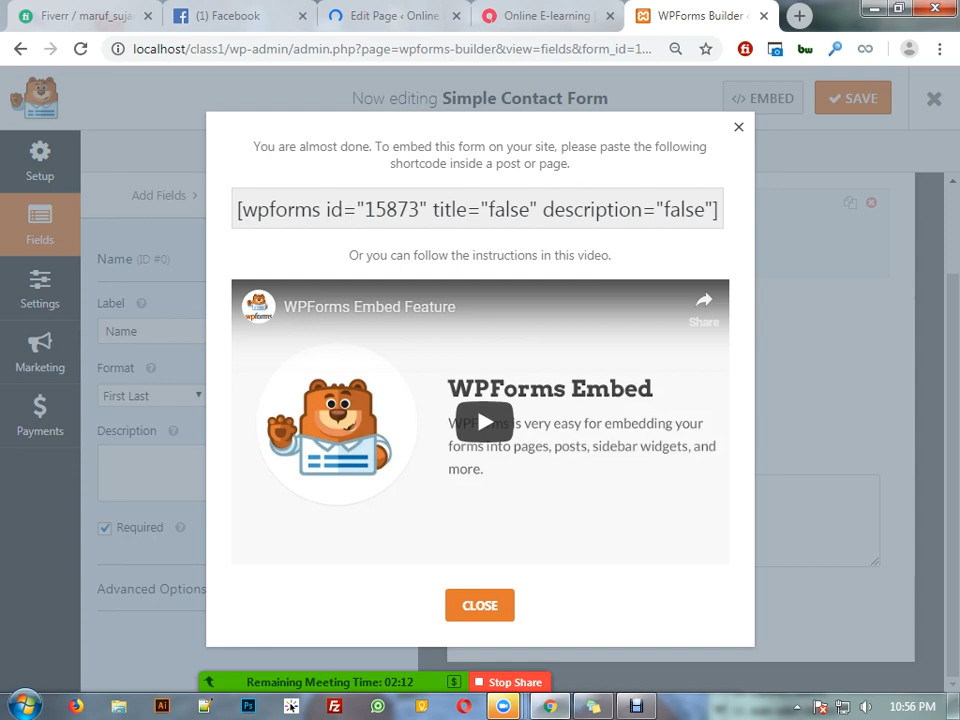 Fiverr / maruf_suja
(1) Facebook
Edit Page ‹ Online
Online E-learning
WPForms Builder ‹
localhost/class1/wp-admin/admin.php?page=wpforms-builder&view=fields&form_id=1...
Now editing Simple Contact Form
</> EMBED
SAVE
Setup
Fields
Settings
Marketing
Payments
Add Fields
Name (ID #0)
Label
Name
Format
First Last
Description
Required
Advanced Options
You are almost done. To embed this form on your site, please paste the following
shortcode inside a post or page.
[wpforms id="15873" title="false" description="false"]
Or you can follow the instructions in this video.
wpforms
WPForms Embed Feature
Share
WPForms Embed
WPForms is very easy for embedding your
forms into pages, posts, sidebar widgets, and
more.
CLOSE
Remaining Meeting Time: 02:12
$
Stop Share
Ai
Ps
Fz
10:56 PM